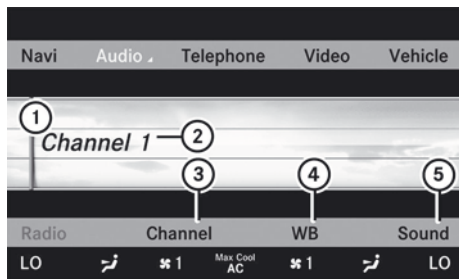 Navi Audio Telephone Video Vehicle
1
Channel 1 2
3 4 5
Radio Channel WB Sound
LO 1 Max Cool AC 1 LO